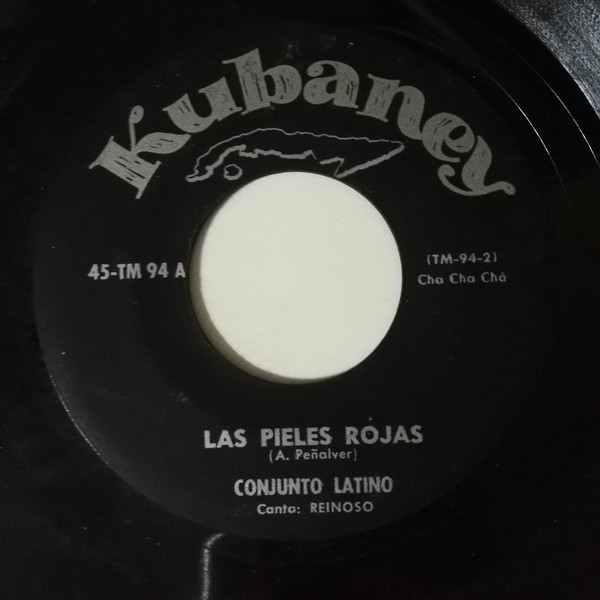 Kubaney
45-TM 94 A
(TM-94-2)
Cha Cha Chá
LAS PIELES ROJAS
(A. Peñalver)
CONJUNTO LATINO
Canta: REINOSO